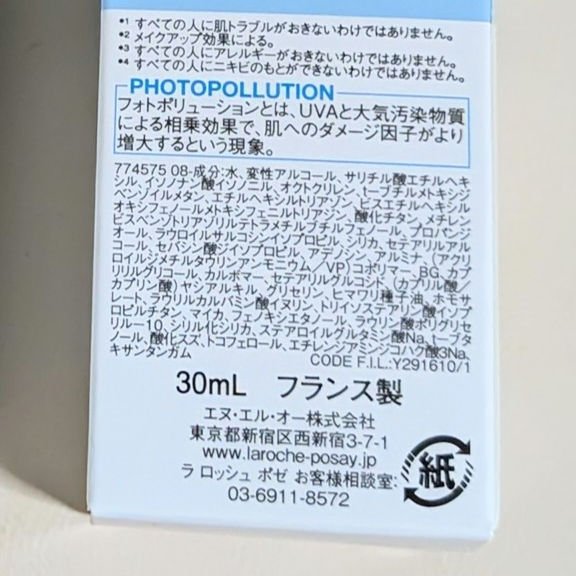 *1 すべての人に肌トラブルがおきないわけではありません。
*2 メイクアップ効果による。
*3 すべての人にアレルギーがおきないわけではありません。
*4 すべての人にニキビのもとができないわけではありません。
PHOTOPOLLUTION
フォトポリューションとは、UVAと大気汚染物質
による相乗効果で、肌へのダメージ因子がより
増大するという現象。
774575 08-成分：水、変性アルコール、サリチル酸エチルヘキ
シル、イソノナン酸イソノニル、オクトクリレン、t-ブチルメトキシジ
ベンゾイルメタン、エチルヘキシルトリアゾン、ビスエチルヘキシル
オキシフェノールメトキシフェニルトリアジン、酸化チタン、メチレン
ビスベンゾトリアゾリルテトラメチルブチルフェノール、プロパンジ
オール、ラウロイルサルコシンイソプロピル、シリカ、セテアリルアル
コール、セバシン酸ジイソプロピル、アデノシン、アルミナ、（アクリ
ロイルジメチルタウリンアンモニウム／VP）コポリマー、BG、カプ
リリルグリコール、カルボマー、セテアリルグルコシド、（カプリル酸／
カプリン酸）ヤシアルキル、グリセリン、ヒマワリ種子油、ホモサ
レート、ラウリルカルバミン酸イヌリン、トリイソステアリン酸イソプ
ロピルチタン、マイカ、フェノキシエタノール、ラウリン酸ポリグリセ
リル-10、シリル化シリカ、ステアロイルグルタミン酸Na、t-ブタ
ノール、酸化スズ、トコフェロール、エチレンジアミンジコハク酸3Na、
キサンタンガム
CODE F.I.L.:Y291610/1
30mL フランス製
エヌ・エル・オー株式会社
東京都新宿区西新宿3-7-1
www.laroche-posay.jp
ラ ロッシュ ポゼ お客様相談室:
03-6911-8572
紙